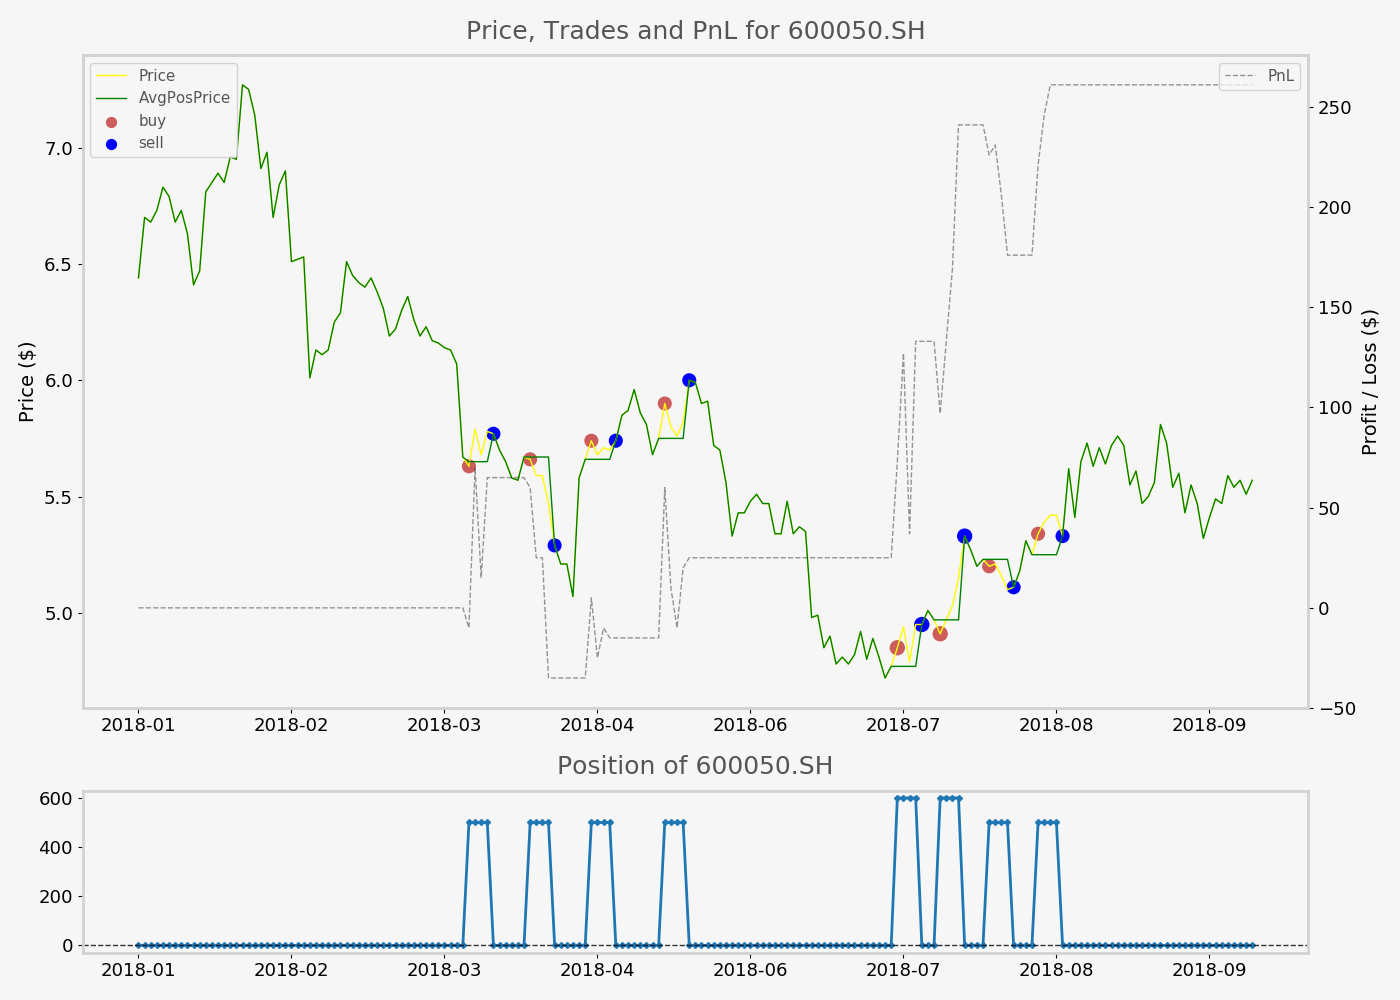 Price, Trades and PnL for 600050.SH
Price
AvgPosPrice
buy
sell
PnL
Price ($)
7.0
6.5
6.0
5.5
5.0
250
200
150
100
50
0
−50
Profit / Loss ($)
2018-01 2018-02 2018-03 2018-04 2018-06 2018-07 2018-08 2018-09
Position of 600050.SH
600
400
200
0
2018-01 2018-02 2018-03 2018-04 2018-06 2018-07 2018-08 2018-09